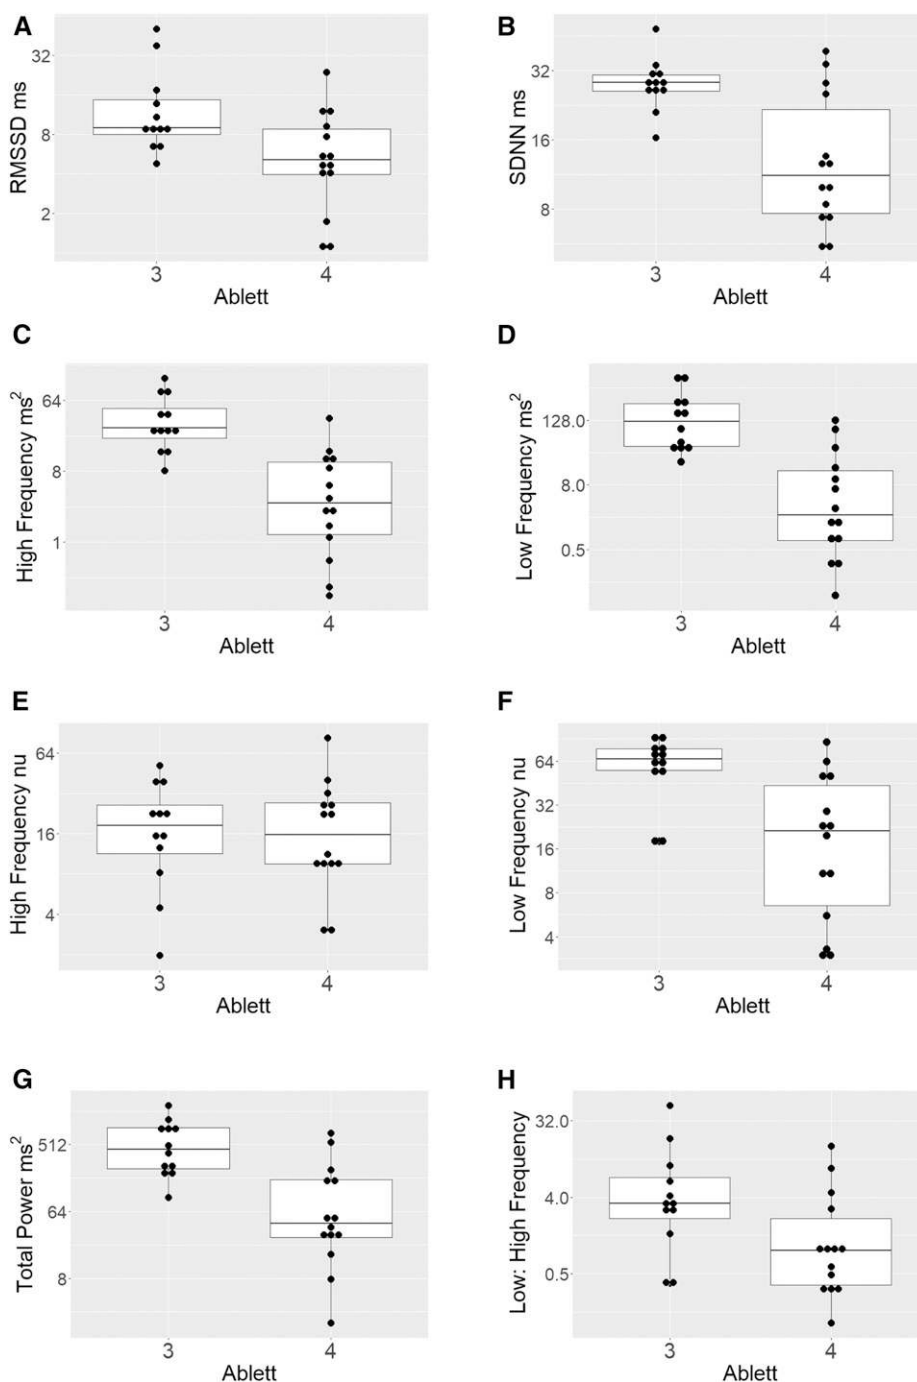 A
RMSSD ms
32
8
2
3
4
Ablett
B
SDNN ms
32
16
8
3
4
Ablett
C
High Frequency ms²
64
8
1
3
4
Ablett
D
Low Frequency ms²
128.0
8.0
0.5
3
4
Ablett
E
High Frequency nu
64
16
4
3
4
Ablett
F
Low Frequency nu
64
32
16
8
4
3
4
Ablett
G
Total Power ms²
512
64
8
3
4
Ablett
H
Low: High Frequency
32.0
4.0
0.5
3
4
Ablett